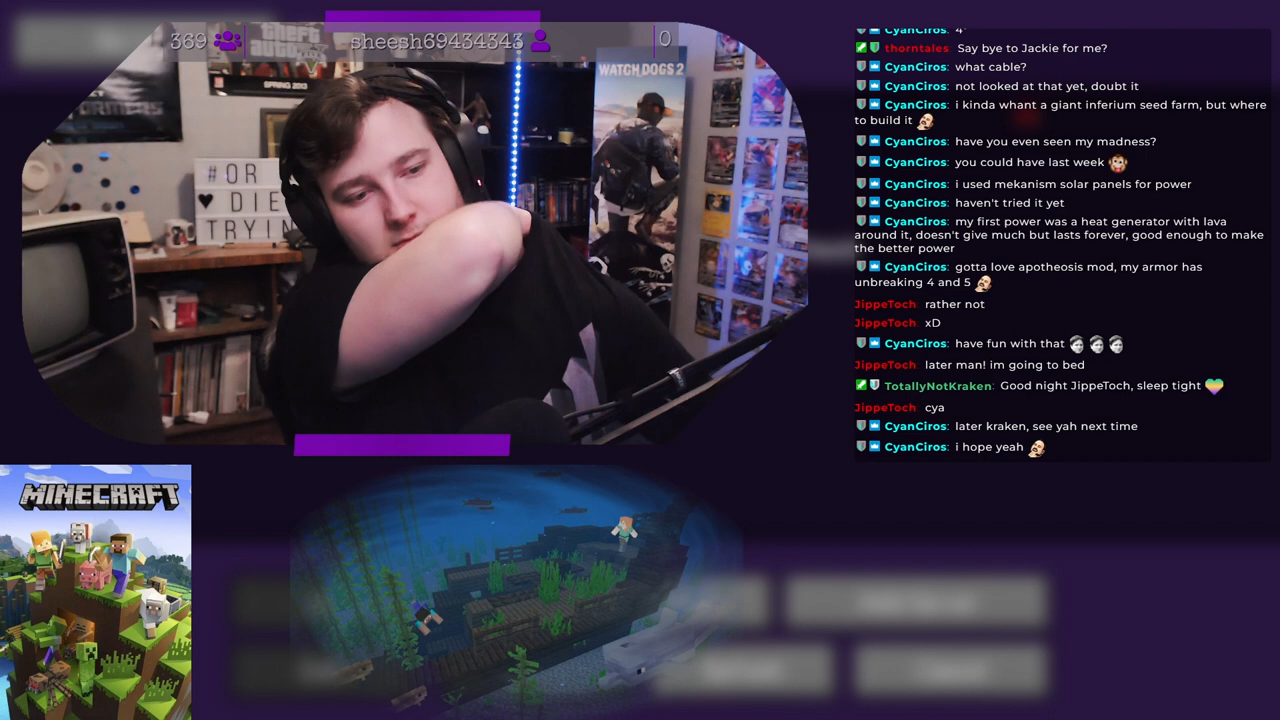 369
sheesh69434343
0
theft
SPRING 2013
WATCH_DOGS 2
#OR
♥ DIE
TRYIN
CyanCiros: 4
thorntales Say bye to Jackie for me?
CyanCiros: what cable?
CyanCiros: not looked at that yet, doubt it
CyanCiros: i kinda whant a giant inferium seed farm, but where
to build it
CyanCiros: have you even seen my madness?
CyanCiros: you could have last week
CyanCiros: i used mekanism solar panels for power
CyanCiros: haven't tried it yet
CyanCiros: my first power was a heat generator with lava
around it, doesn't give much but lasts forever, good enough to make
the better power
CyanCiros: gotta love apotheosis mod, my armor has
unbreaking 4 and 5
JippeToch rather not
JippeToch xD
CyanCiros: have fun with that
JippeToch later man! im going to bed
TotallyNotKraken: Good night JippeToch, sleep tight
JippeToch cya
CyanCiros: later kraken, see yah next time
CyanCiros: i hope yeah
MINECRAFT